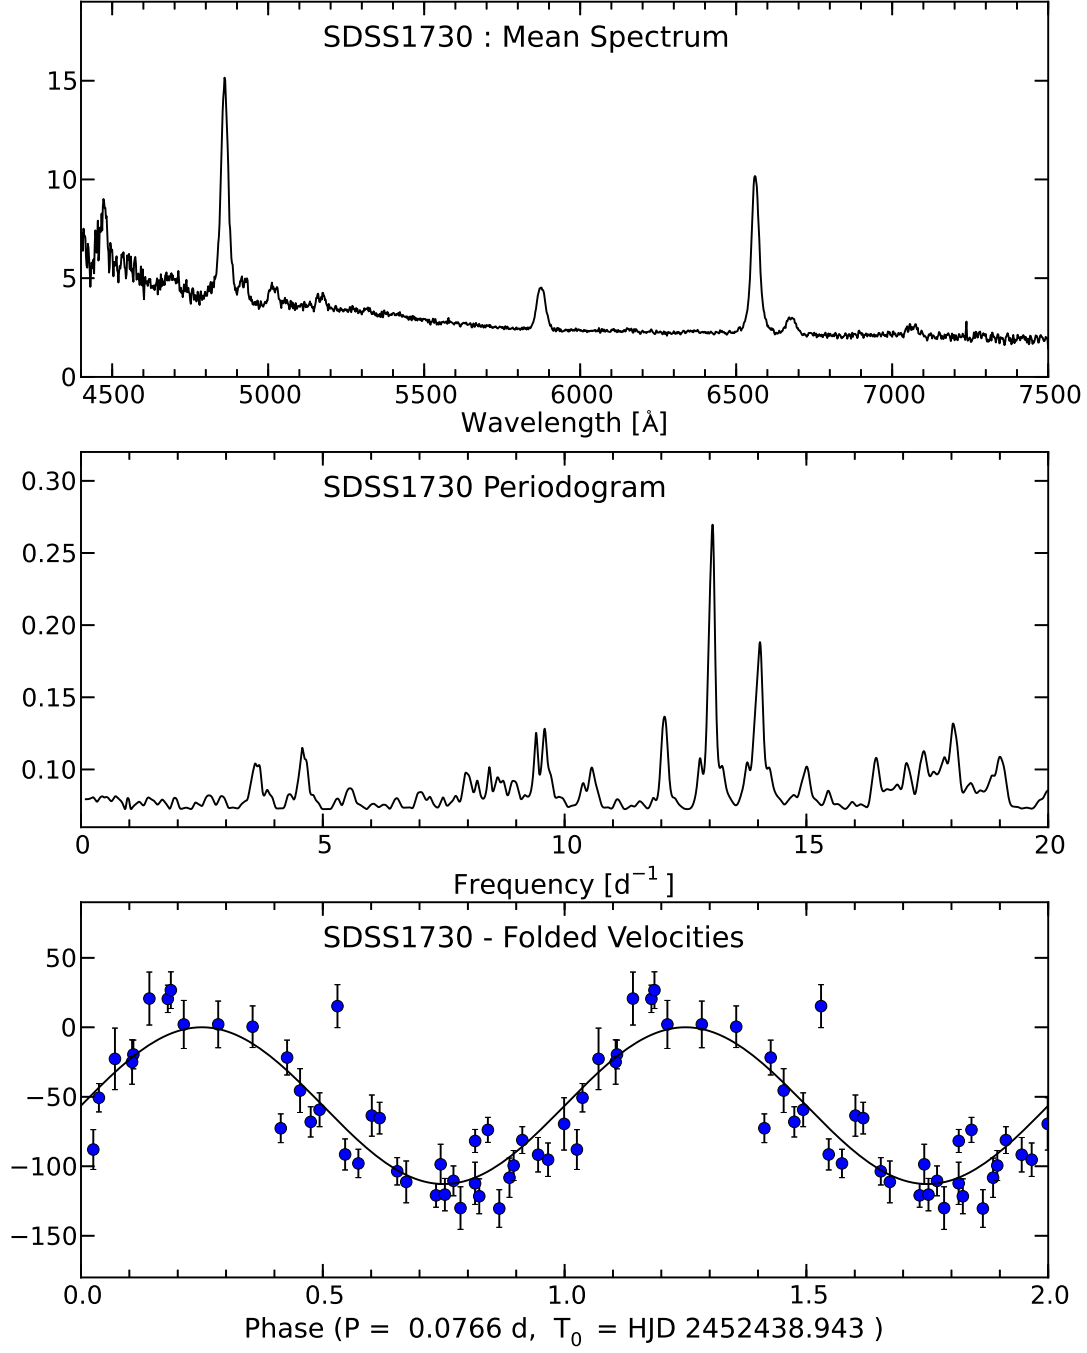 SDSS1730 : Mean Spectrum
15
10
5
0
4500 5000 5500 6000 6500 7000 7500
Wavelength [Å]
SDSS1730 Periodogram
0.30
0.25
0.20
0.15
0.10
0 5 10 15 20
Frequency [d⁻¹ ]
SDSS1730 - Folded Velocities
50
0
−50
−100
−150
0.0 0.5 1.0 1.5 2.0
Phase (P = 0.0766 d, T₀ = HJD 2452438.943 )